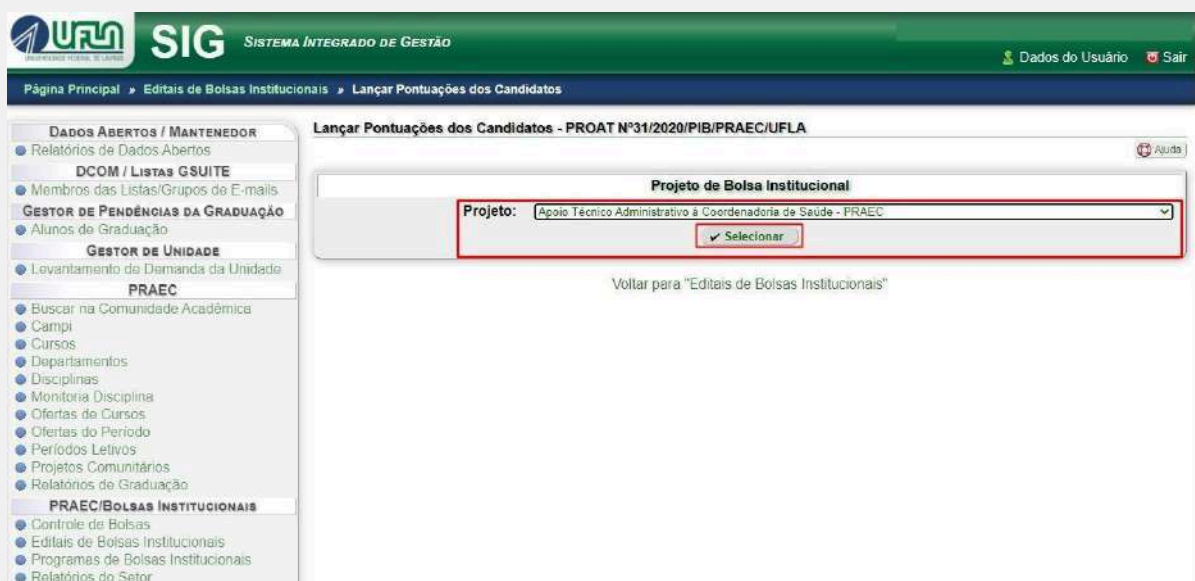 UFLA
UNIVERSIDADE FEDERAL DE LAVRAS
SIG
SISTEMA INTEGRADO DE GESTÃO
Dados do Usuário
Sair
Página Principal » Editais de Bolsas Institucionais » Lançar Pontuações dos Candidatos
DADOS ABERTOS / MANTENEDOR
Relatórios de Dados Abertos
DCOM / LISTAS GSUITE
Membros das Listas/Grupos de E-mails
GESTOR DE PENDÊNCIAS DA GRADUAÇÃO
Alunos de Graduação
GESTOR DE UNIDADE
Levantamento de Demanda da Unidade
PRAEC
Buscar na Comunidade Acadêmica
Campi
Cursos
Departamentos
Disciplinas
Monitoria Disciplina
Ofertas de Cursos
Ofertas do Período
Períodos Letivos
Projetos Comunitários
Relatórios de Graduação
PRAEC/BOLSAS INSTITUCIONAIS
Controle de Bolsas
Editais de Bolsas Institucionais
Programas de Bolsas Institucionais
Relatórios do Setor
Lançar Pontuações dos Candidatos - PROAT Nº31/2020/PIB/PRAEC/UFLA
Ajuda
Projeto de Bolsa Institucional
Projeto: Apoio Técnico Administrativo à Coordenadoria de Saúde - PRAEC
Selecionar
Voltar para "Editais de Bolsas Institucionais"